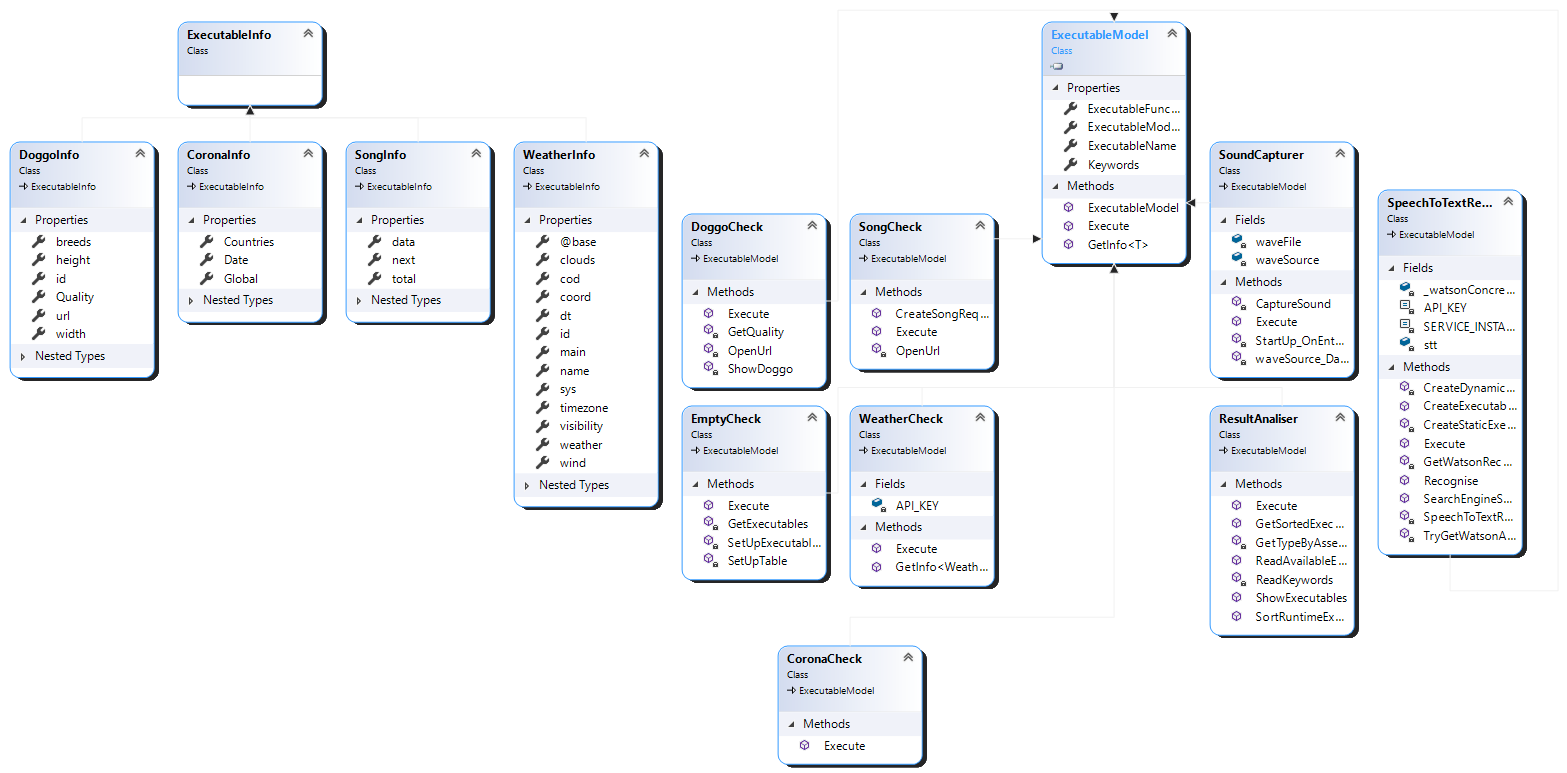 ExecutableInfo
Class
DoggoInfo
Class
ExecutableInfo
Properties
breeds
height
id
Quality
url
width
Nested Types
CoronaInfo
Class
ExecutableInfo
Properties
Countries
Date
Global
Nested Types
SongInfo
Class
ExecutableInfo
Properties
data
next
total
Nested Types
WeatherInfo
Class
ExecutableInfo
Properties
@base
clouds
cod
coord
dt
id
main
name
sys
timezone
visibility
weather
wind
Nested Types
ExecutableModel
Class
Properties
ExecutableFunc...
ExecutableMod...
ExecutableName
Keywords
Methods
ExecutableModel
Execute
GetInfo<T>
DoggoCheck
Class
ExecutableModel
Methods
Execute
GetQuality
OpenUrl
ShowDoggo
SongCheck
Class
ExecutableModel
Methods
CreateSongReq...
Execute
OpenUrl
SoundCapturer
Class
ExecutableModel
Fields
waveFile
waveSource
Methods
CaptureSound
Execute
StartUp_OnEnt...
waveSource_Da...
SpeechToTextRe...
Class
ExecutableModel
Fields
_watsonConcre...
API_KEY
SERVICE_INSTA...
stt
Methods
CreateDynamic...
CreateExecutab...
CreateStaticExe...
Execute
GetWatsonRec...
Recognise
SearchEngineS...
SpeechToTextR...
TryGetWatsonA...
EmptyCheck
Class
ExecutableModel
Methods
Execute
GetExecutables
SetUpExecutabl...
SetUpTable
WeatherCheck
Class
ExecutableModel
Fields
API_KEY
Methods
Execute
GetInfo<Weath...
ResultAnaliser
Class
ExecutableModel
Methods
Execute
GetSortedExec...
GetTypeByAsse...
ReadAvailableE...
ReadKeywords
ShowExecutables
SortRuntimeEx...
CoronaCheck
Class
ExecutableModel
Methods
Execute